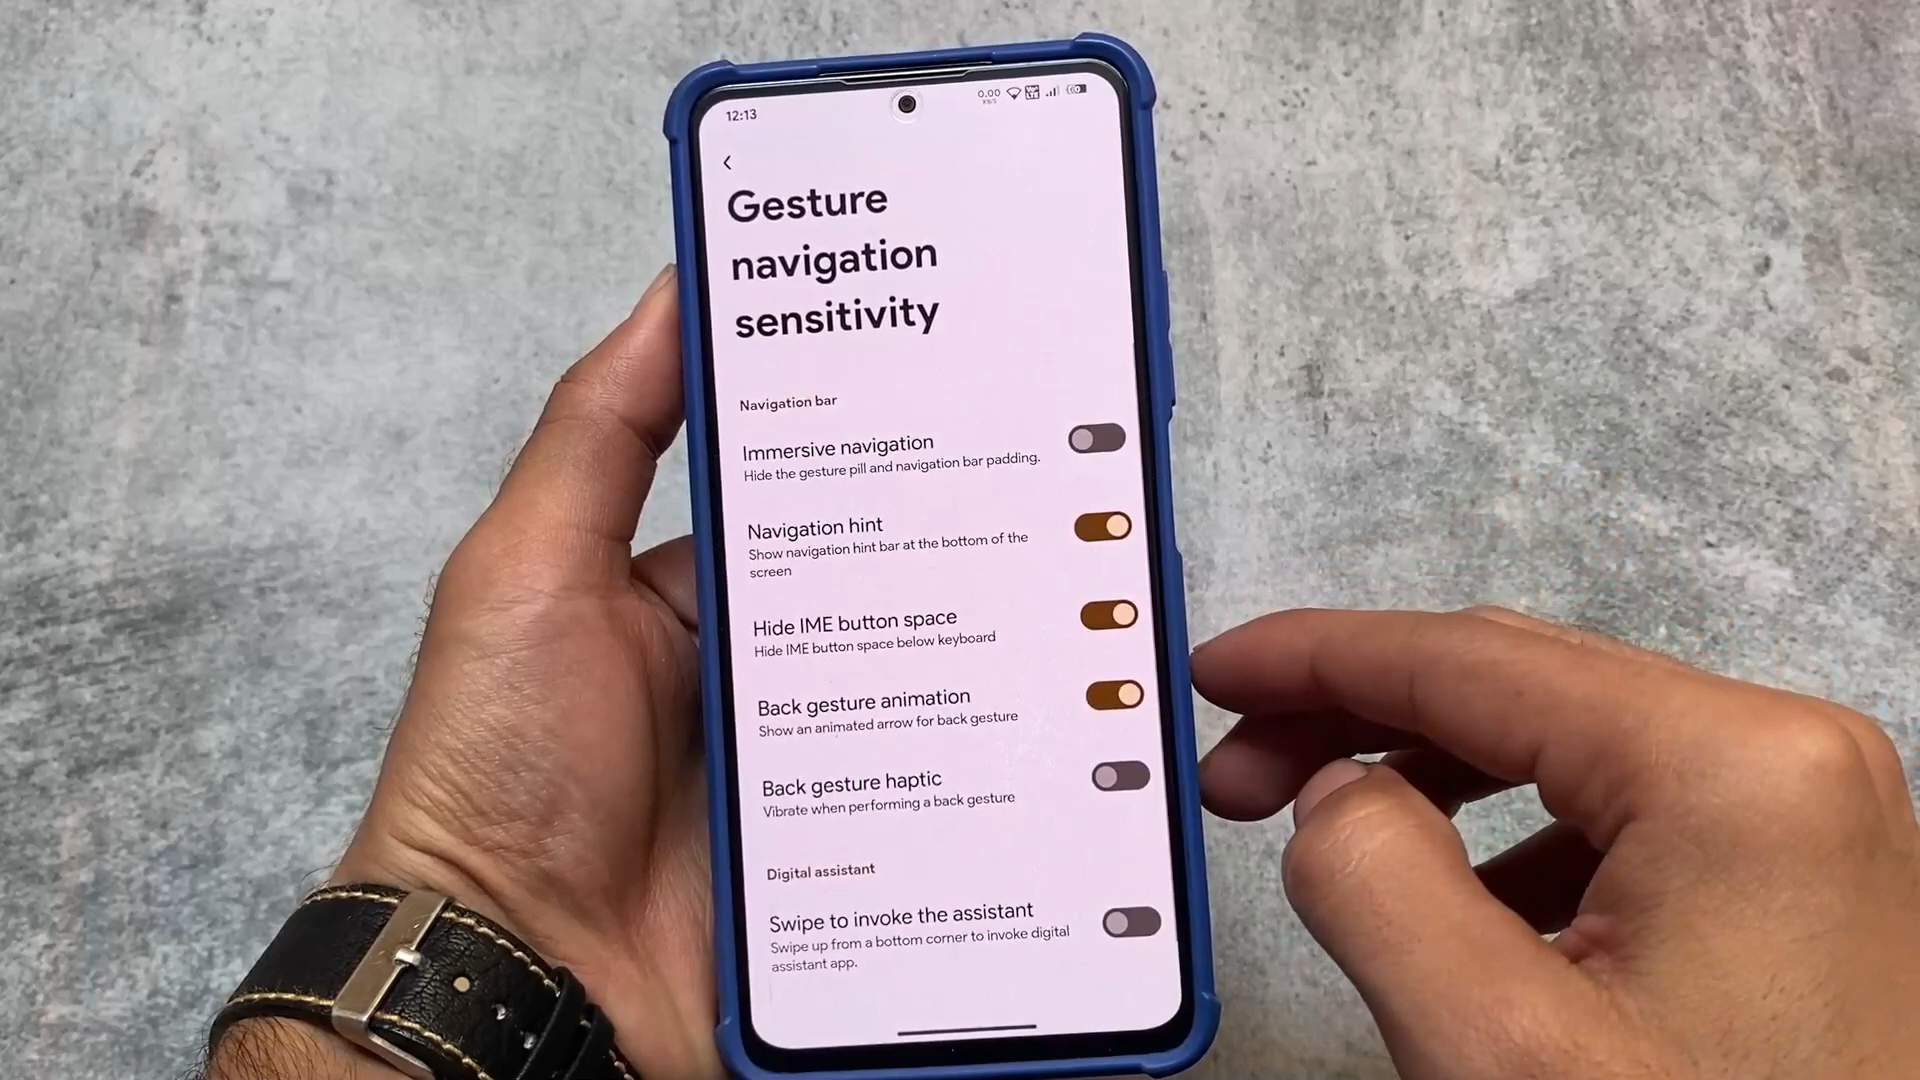 12:13
0.00
KB/S
Gesture
navigation
sensitivity
Navigation bar
Immersive navigation
Hide the gesture pill and navigation bar padding.
Navigation hint
Show navigation hint bar at the bottom of the
screen
Hide IME button space
Hide IME button space below keyboard
Back gesture animation
Show an animated arrow for back gesture
Back gesture haptic
Vibrate when performing a back gesture
Digital assistant
Swipe to invoke the assistant
Swipe up from a bottom corner to invoke digital
assistant app.